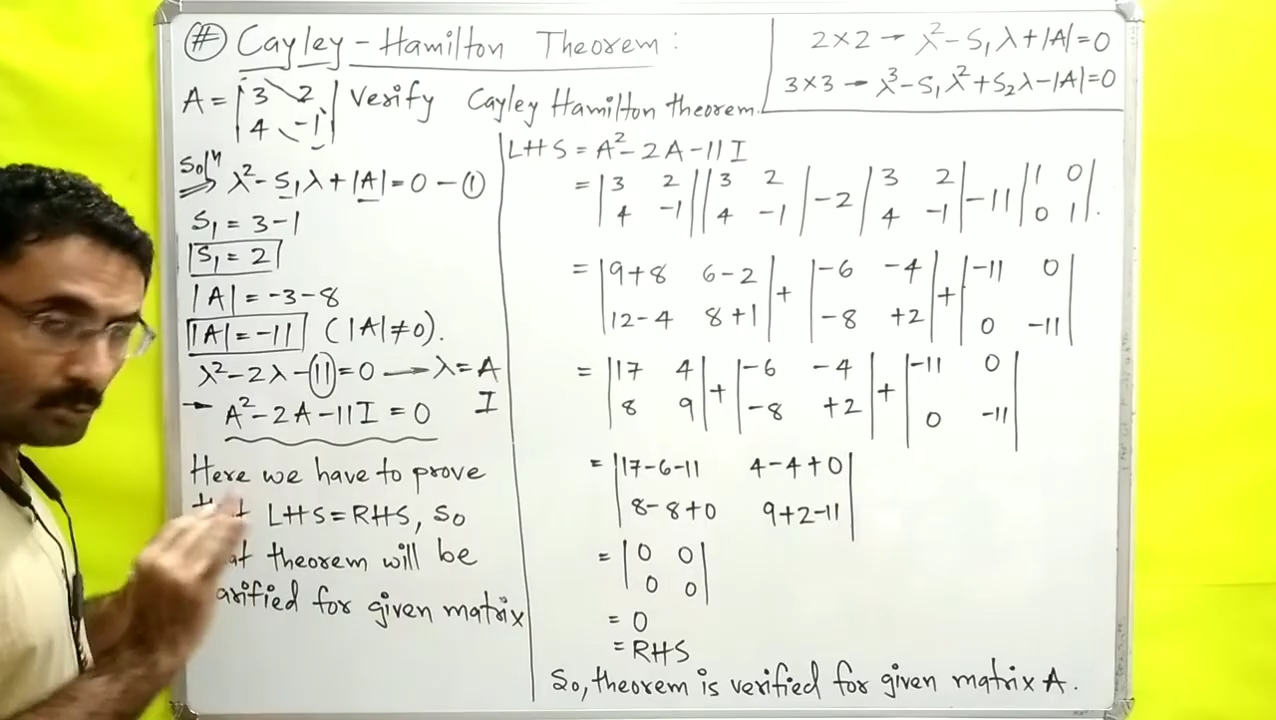 # Cayley-Hamilton Theorem :
2×2 → λ²-S₁λ+|A|=0
3×3 → λ³-S₁λ²+S₂λ-|A|=0
A = |3 2| Verify Cayley Hamilton theorem.
|4 -1|
Solⁿ
⇒ λ²-S₁λ+|A|=0 -①
S₁ = 3-1
S₁ = 2
|A| = -3-8
|A| = -11 (|A|≠0).
λ²-2λ-11=0 → λ=A
→ A²-2A-11I = 0 I
Here we have to prove
LHS=RHS, So
theorem will be
for given matrix
LHS = A²-2A-11I
= |3 2| |3 2| -2 |3 2| -11 |1 0|
|4 -1| |4 -1| |4 -1| |0 1|.
= |9+8 6-2| + |-6 -4| + |-11 0|
|12-4 8+1| |-8 +2| |0 -11|
= |17 4| + |-6 -4| + |-11 0|
|8 9| |-8 +2| |0 -11|
= |17-6-11 4-4+0|
|8-8+0 9+2-11|
= |0 0|
|0 0|
= 0
= RHS
So, theorem is verified for given matrix A.